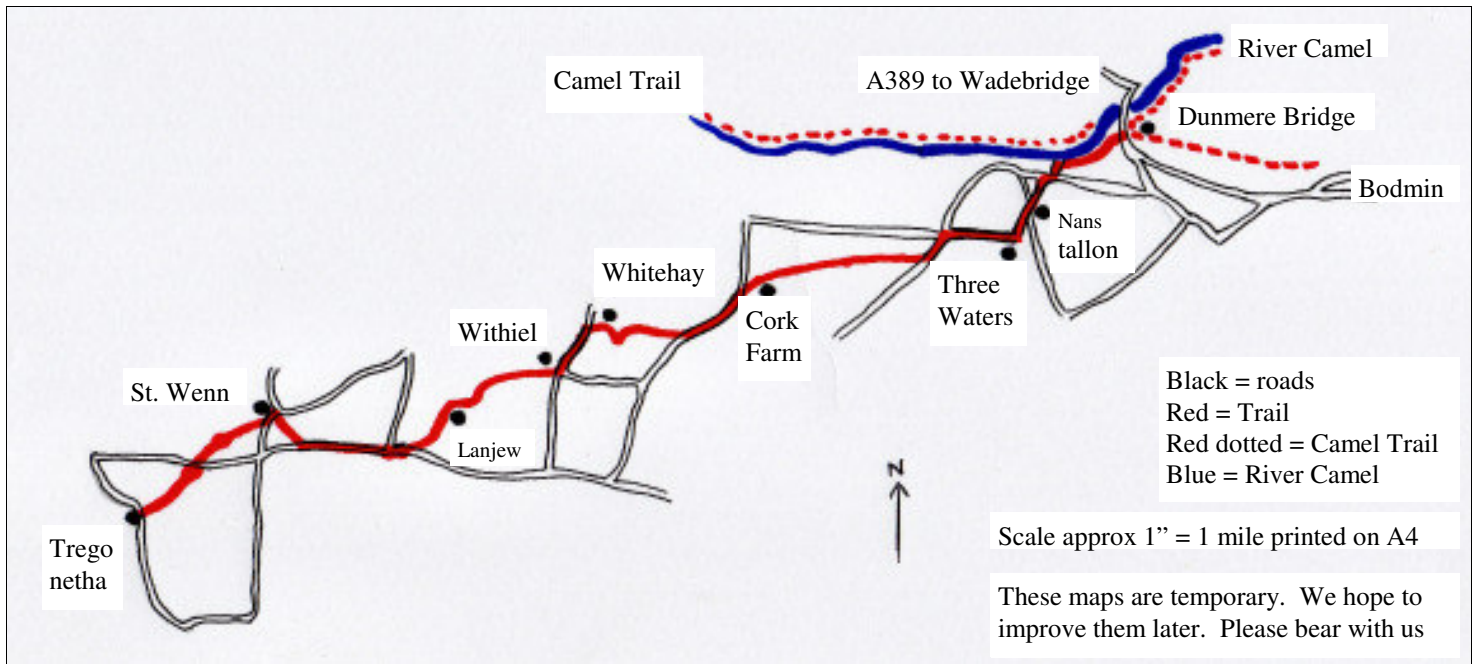 River Camel
Camel Trail
A389 to Wadebridge
Dunmere Bridge
Bodmin
Nans
tallon
Whitehay
Three
Waters
Withiel
Cork
Farm
St. Wenn
Lanjew
Trego
netha
N
Black = roads
Red = Trail
Red dotted = Camel Trail
Blue = River Camel
Scale approx 1” = 1 mile printed on A4
These maps are temporary.  We hope to
improve them later.  Please bear with us